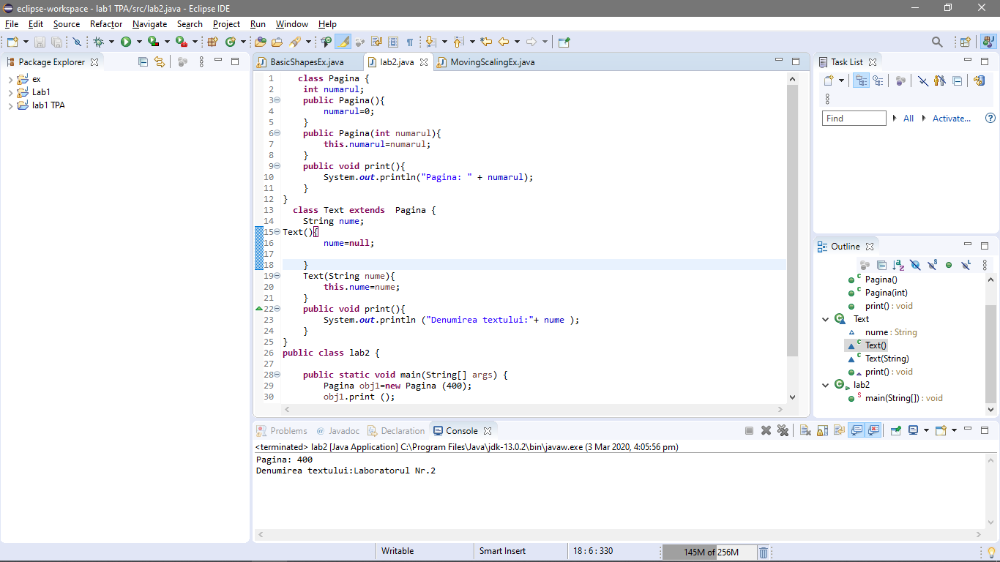 eclipse-workspace - lab1 TPA/src/lab2.java - Eclipse IDE
File Edit Source Refactor Navigate Search Project Run Window Help
Package Explorer
ex
Lab1
lab1 TPA
BasicShapesEx.java lab2.java MovingScalingEx.java
1 class Pagina {
2 int numarul;
3 public Pagina(){
4 numarul=0;
5 }
6 public Pagina(int numarul){
7 this.numarul=numarul;
8 }
9 public void print(){
10 System.out.println("Pagina: " + numarul);
11 }
12 }
13 class Text extends  Pagina {
14 String nume;
15 Text(){
16 nume=null;
17
18 }
19 Text(String nume){
20 this.nume=nume;
21 }
22 public void print(){
23 System.out.println ("Denumirea textului:"+ nume );
24 }
25 }
26 public class lab2 {
27
28 public static void main(String[] args) {
29 Pagina obj1=new Pagina (400);
30 obj1.print ();
Task List
Find All Activate...
Outline
Pagina()
Pagina(int)
print() : void
Text
nume : String
Text()
Text(String)
print() : void
lab2
main(String[]) : void
Problems @ Javadoc Declaration Console
<terminated> lab2 [Java Application] C:\Program Files\Java\jdk-13.0.2\bin\javaw.exe (3 Mar 2020, 4:05:56 pm)
Pagina: 400
Denumirea textului:Laboratorul Nr.2
Writable Smart Insert 18 : 6 : 330 145M of 256M